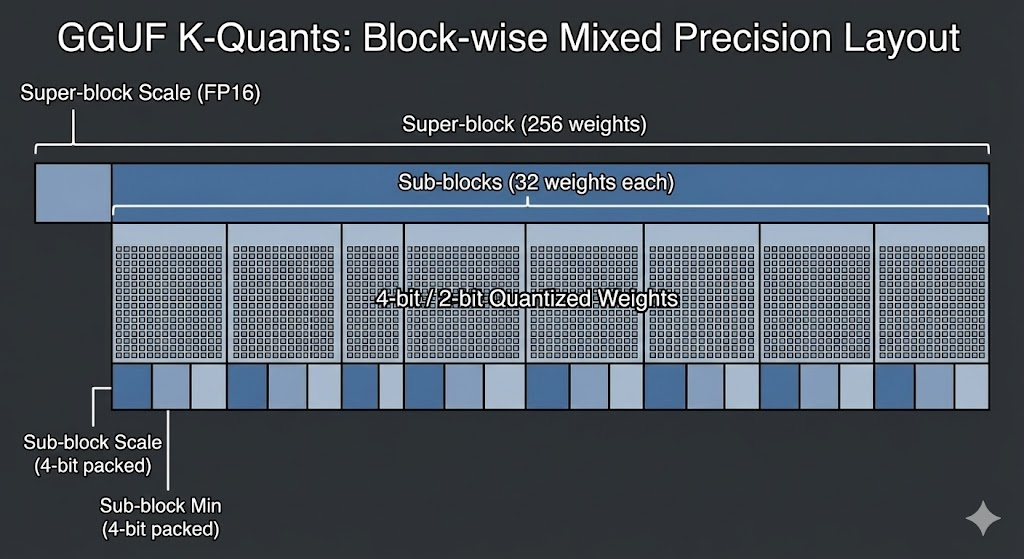 GGUF K-Quants: Block-wise Mixed Precision Layout
Super-block Scale (FP16)
Super-block (256 weights)
Sub-blocks (32 weights each)
4-bit / 2-bit Quantized Weights
Sub-block Scale
(4-bit packed)
Sub-block Min
(4-bit packed)